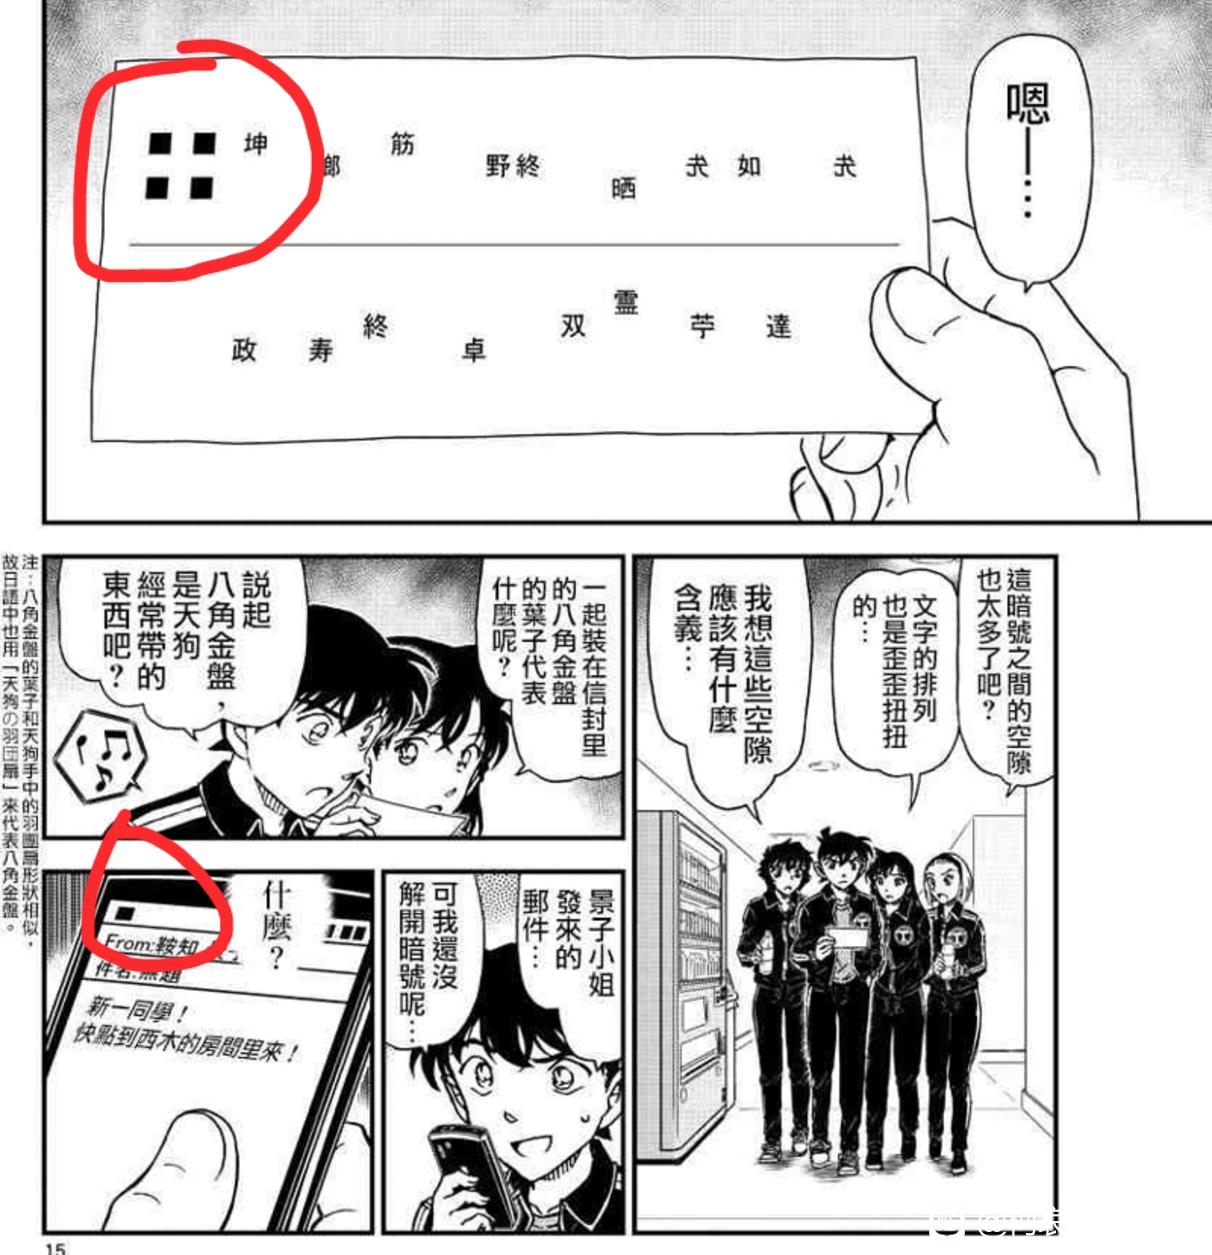 嗯——…
■ ■ 坤 鄉 筋 野終 晒 㞢 如 㞢
■ ■
政 寿 終 卓 双 霊 苧 達
這暗號之間的空隙
也太多了吧？
文字的排列
也是歪歪扭扭
的…
我想這些空隙
應該有什麼
含義…
一起裝在信封里
的八角金盤
的葉子代表
什麼呢？
説起
八角金盤，
是天狗
經常帶的
東西吧？
注：八角金盤的葉子和天狗手中的羽團扇形狀相似，
故日語中也用「天狗の羽団扇」來代表八角金盤。
景子小姐
發來的
郵件…
可我還沒
解開暗號呢…
什麼？
From:鞍知
件名:無題
新一同學！
快點到西木的房間里來！
15